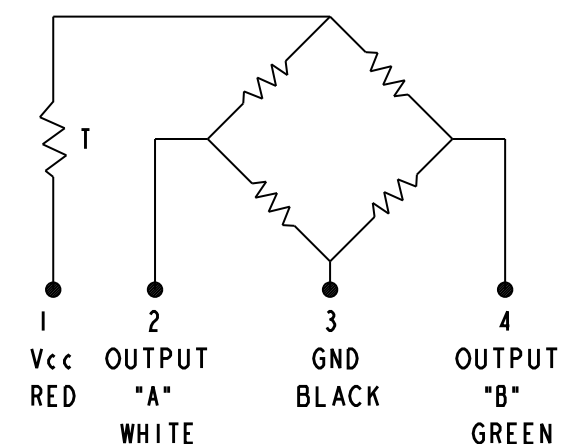 T
1 2 3 4
Vcc OUTPUT GND OUTPUT
RED "A" BLACK "B"
WHITE GREEN